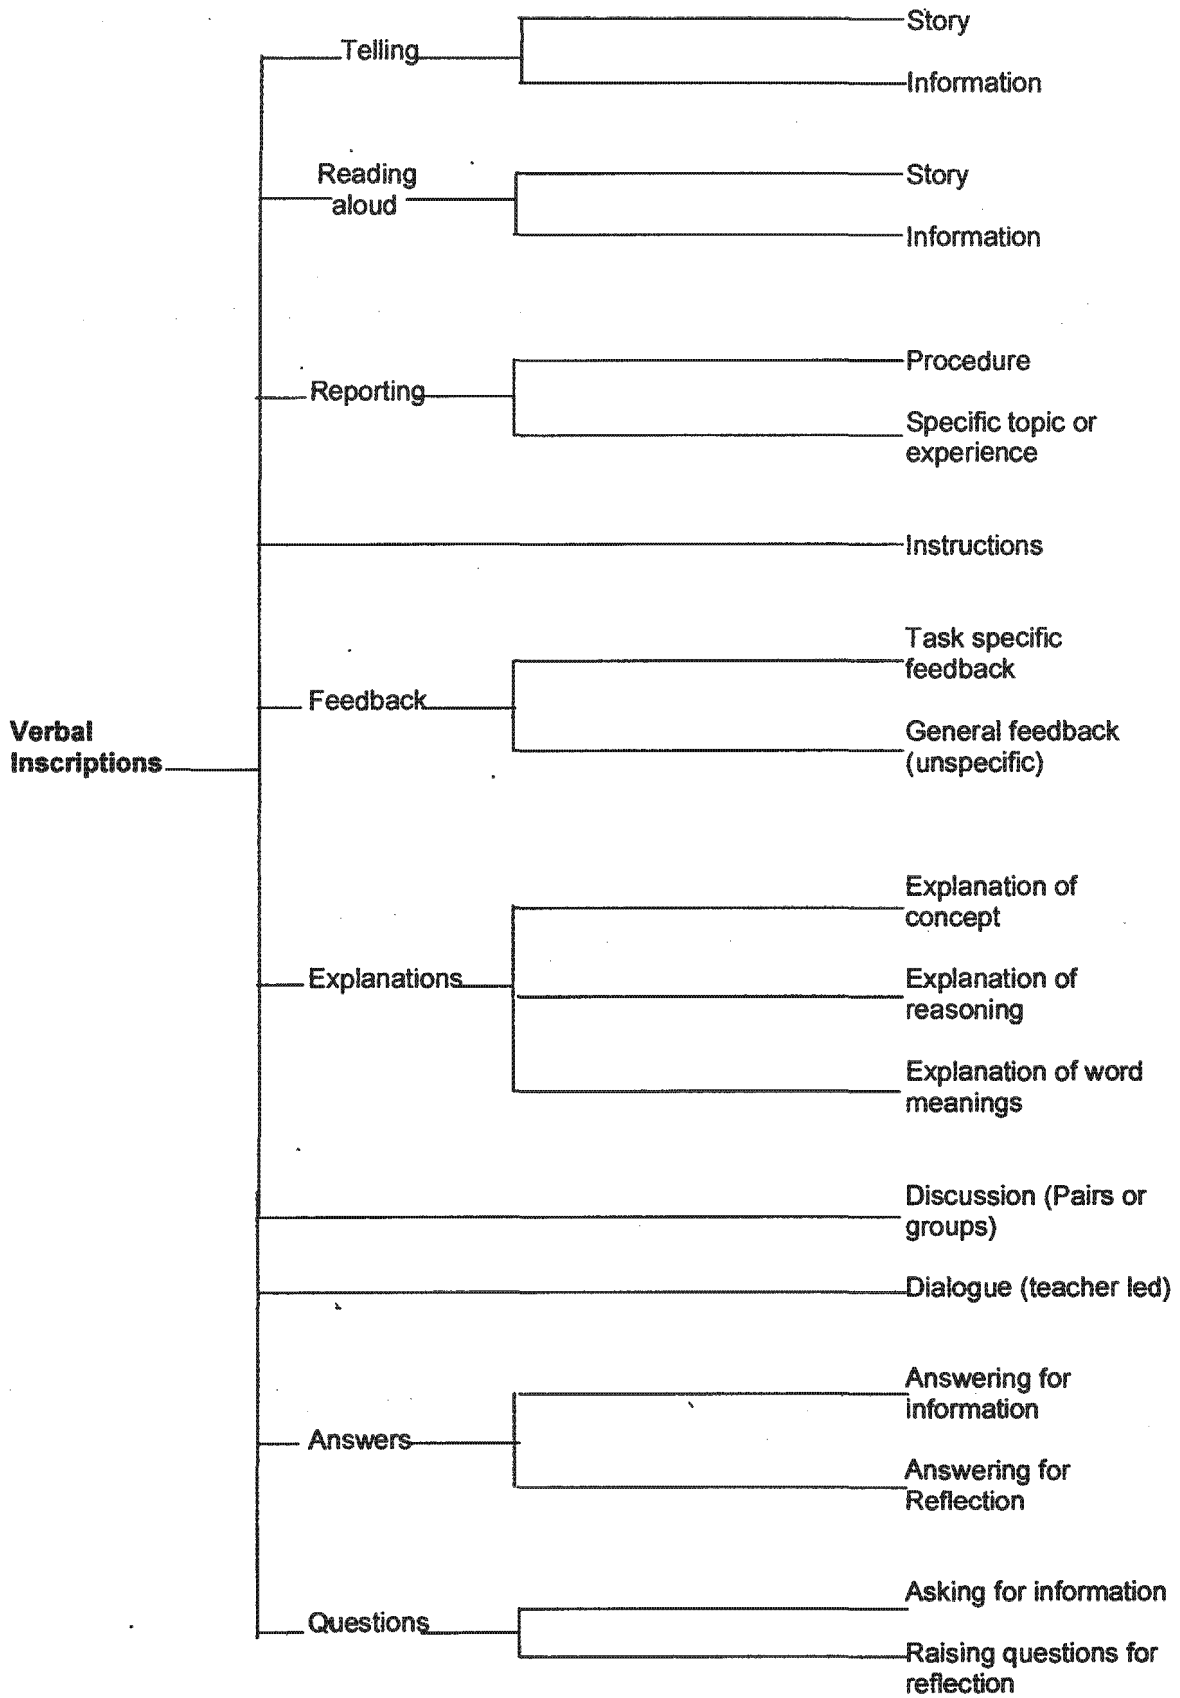 Story
Telling
Information
Reading
aloud
Story
Information
Procedure
Reporting
Specific topic or
experience
Instructions
Task specific
feedback
Feedback
General feedback
(unspecific)
Verbal
Inscriptions
Explanation of
concept
Explanations
Explanation of
reasoning
Explanation of word
meanings
Discussion (Pairs or
groups)
Dialogue (teacher led)
Answering for
information
Answers
Answering for
Reflection
Asking for information
Questions
Raising questions for
reflection